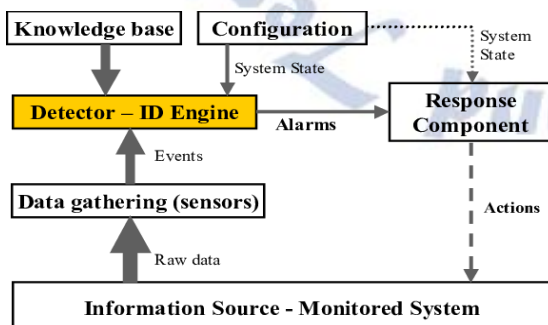 Knowledge base
Configuration
System
State
System State
Detector – ID Engine
Alarms
Response
Component
Events
Data gathering (sensors)
Actions
Raw data
Information Source - Monitored System